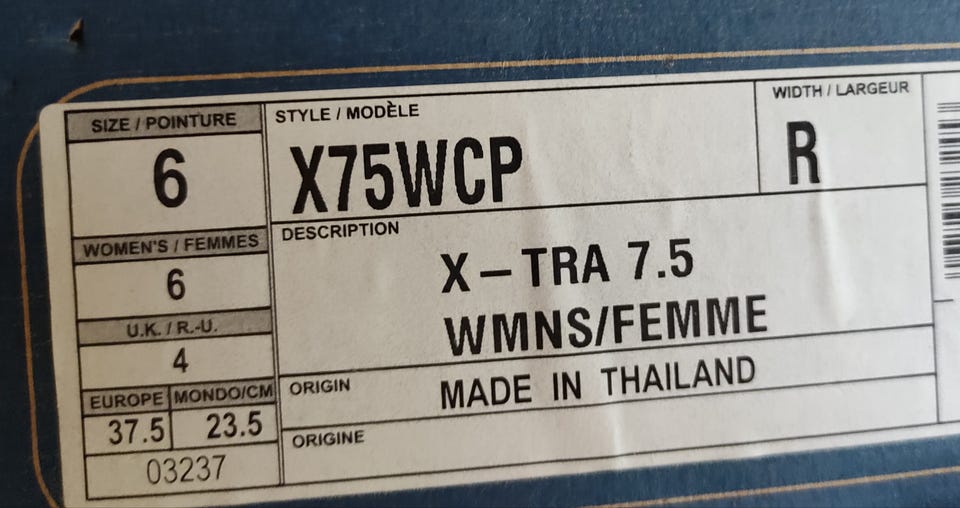 SIZE / POINTURE
6
WOMEN'S / FEMMES
6
U.K. / R.-U.
4
EUROPE MONDO/CM
37.5 23.5
03237
STYLE / MODÈLE
X75WCP
WIDTH / LARGEUR
R
DESCRIPTION
X–TRA 7.5
WMNS/FEMME
ORIGIN
MADE IN THAILAND
ORIGINE